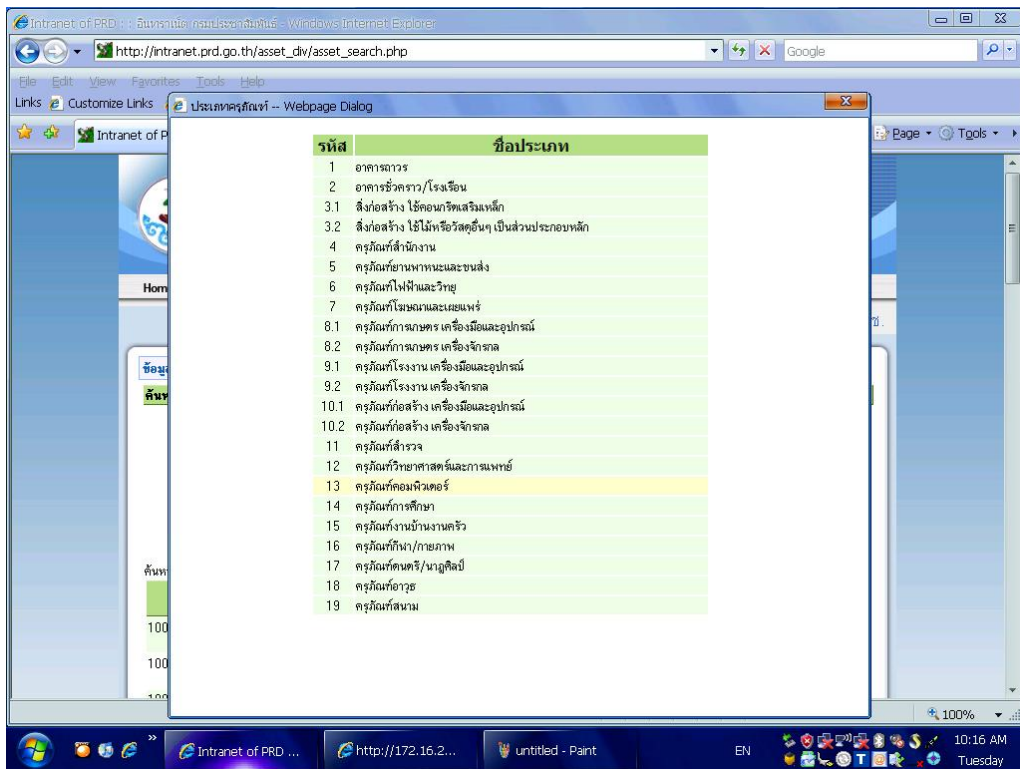 Intranet of PRD : : อินทราเน็ต กรมประชาสัมพันธ์ - Windows Internet Explorer
http://intranet.prd.go.th/asset_div/asset_search.php
Google
File Edit View Favorites Tools Help
Links Customize Links
ประเภทครุภัณฑ์ -- Webpage Dialog
Intranet of P
Page Tools
รหัส ชื่อประเภท
1 อาคารถาวร
2 อาคารชั่วคราว/โรงเรือน
3.1 สิ่งก่อสร้าง ใช้คอนกรีตเสริมเหล็ก
3.2 สิ่งก่อสร้าง ใช้ไม้หรือวัสดุอื่นๆ เป็นส่วนประกอบหลัก
4 ครุภัณฑ์สำนักงาน
5 ครุภัณฑ์ยานพาหนะและขนส่ง
6 ครุภัณฑ์ไฟฟ้าและวิทยุ
7 ครุภัณฑ์โฆษณาและเผยแพร่
8.1 ครุภัณฑ์การเกษตร เครื่องมือและอุปกรณ์
8.2 ครุภัณฑ์การเกษตร เครื่องจักรกล
9.1 ครุภัณฑ์โรงงาน เครื่องมือและอุปกรณ์
9.2 ครุภัณฑ์โรงงาน เครื่องจักรกล
10.1 ครุภัณฑ์ก่อสร้าง เครื่องมือและอุปกรณ์
10.2 ครุภัณฑ์ก่อสร้าง เครื่องจักรกล
11 ครุภัณฑ์สำรวจ
12 ครุภัณฑ์วิทยาศาสตร์และการแพทย์
13 ครุภัณฑ์คอมพิวเตอร์
14 ครุภัณฑ์การศึกษา
15 ครุภัณฑ์งานบ้านงานครัว
16 ครุภัณฑ์กีฬา/กายภาพ
17 ครุภัณฑ์ดนตรี/นาฏศิลป์
18 ครุภัณฑ์อาวุธ
19 ครุภัณฑ์สนาม
Hom
ข้อมู
ค้นห
ค้นห
100
100
100
100%
Intranet of PRD ...
http://172.16.2...
untitled - Paint
EN
10:16 AM
Tuesday